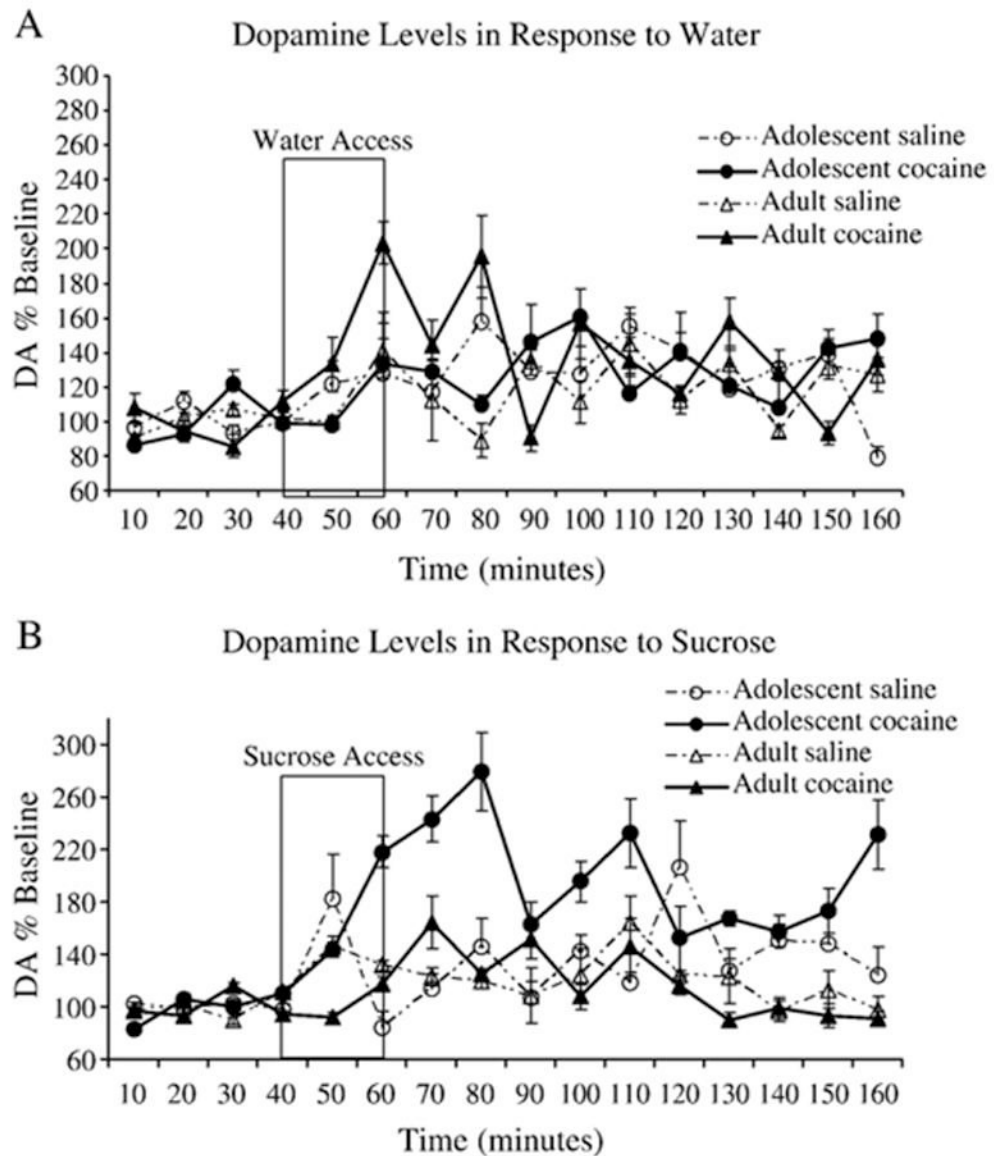 A
Dopamine Levels in Response to Water
300
280
260
240
220
200
180
160
140
120
100
80
60
DA % Baseline
Water Access
Adolescent saline
Adolescent cocaine
Adult saline
Adult cocaine
10 20 30 40 50 60 70 80 90 100 110 120 130 140 150 160
Time (minutes)
B
Dopamine Levels in Response to Sucrose
300
260
220
180
140
100
60
DA % Baseline
Sucrose Access
Adolescent saline
Adolescent cocaine
Adult saline
Adult cocaine
10 20 30 40 50 60 70 80 90 100 110 120 130 140 150 160
Time (minutes)